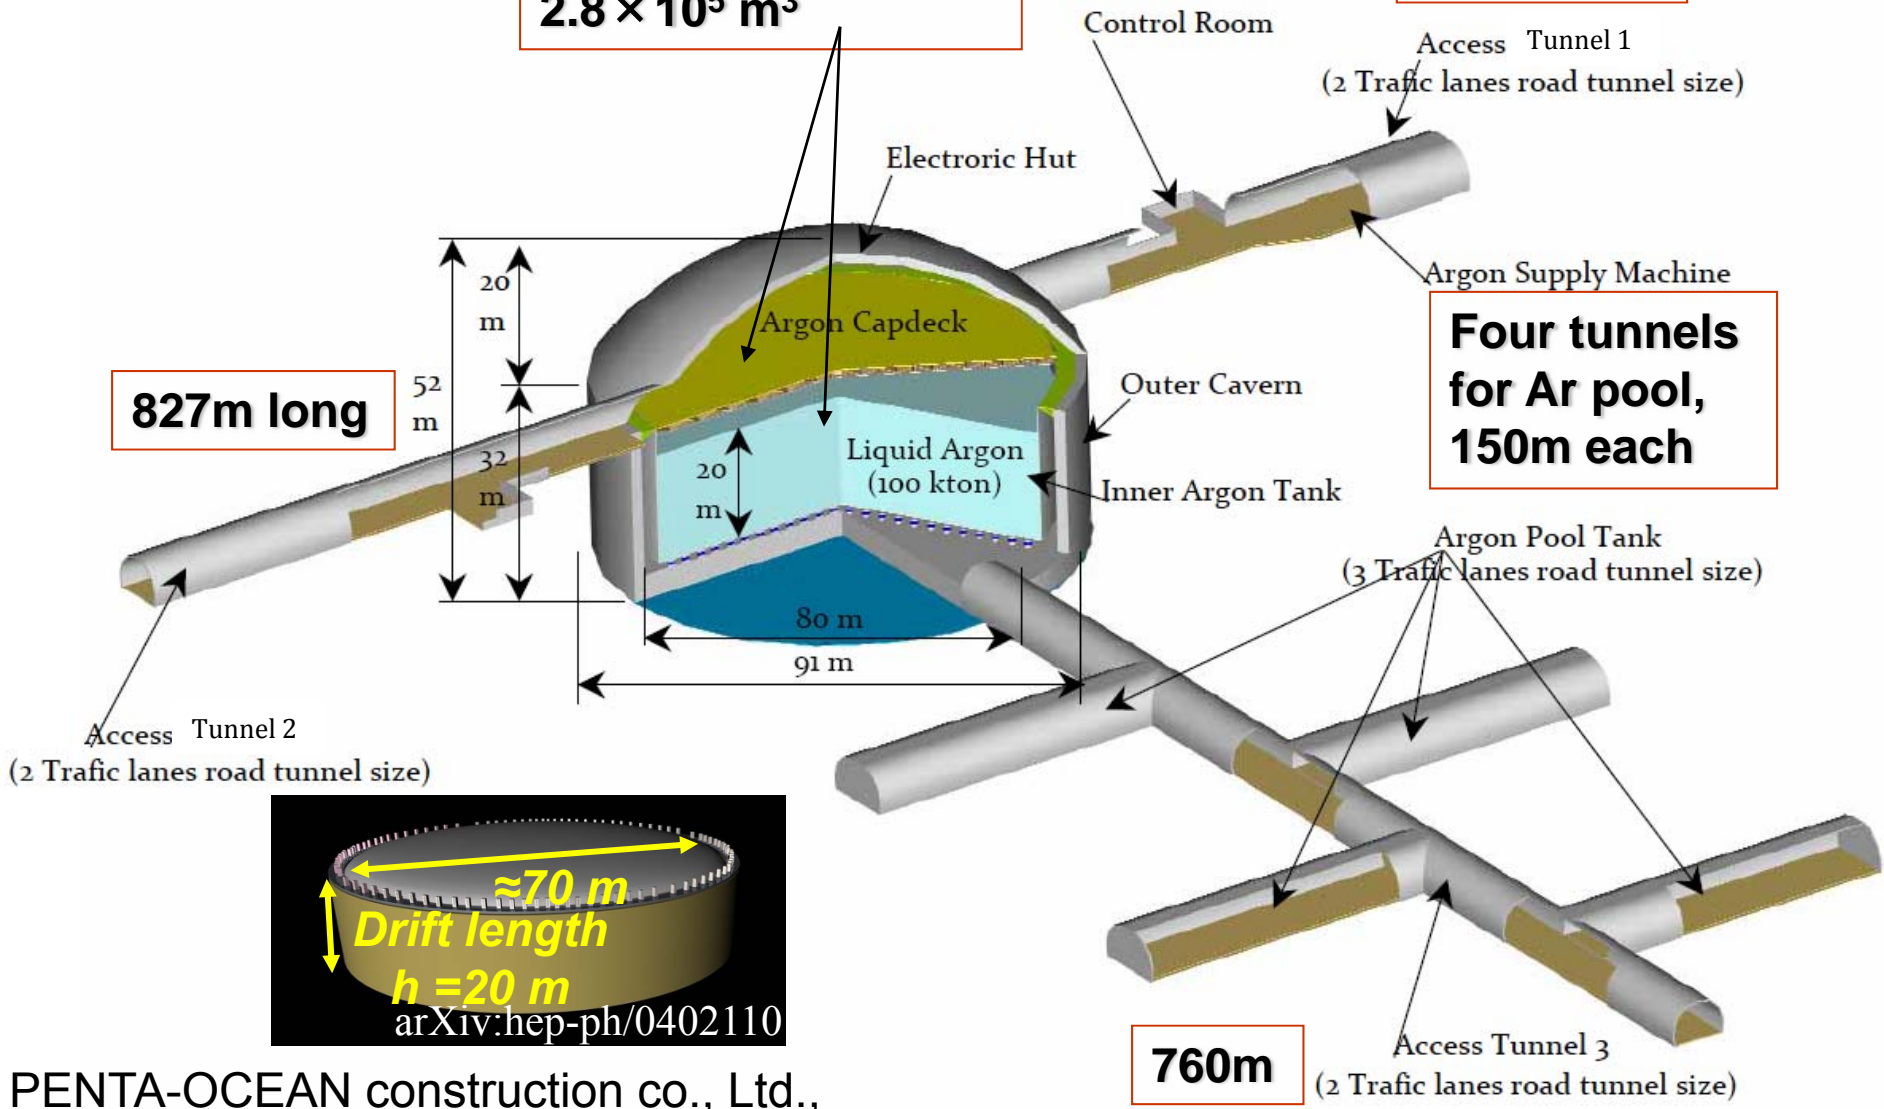 2.8×10⁵ m³
Control Room
Access Tunnel 1
(2 Trafic lanes road tunnel size)
Electroric Hut
20
m
Argon Capdeck
Argon Supply Machine
Four tunnels
for Ar pool,
150m each
52
m
827m long
Outer Cavern
32
m
20
m
Liquid Argon
(100 kton)
Inner Argon Tank
Argon Pool Tank
(3 Trafic lanes road tunnel size)
80 m
91 m
Access Tunnel 2
(2 Trafic lanes road tunnel size)
≈70 m
Drift length
h =20 m
arXiv:hep-ph/0402110
760m
Access Tunnel 3
(2 Trafic lanes road tunnel size)
PENTA-OCEAN construction co., Ltd.,